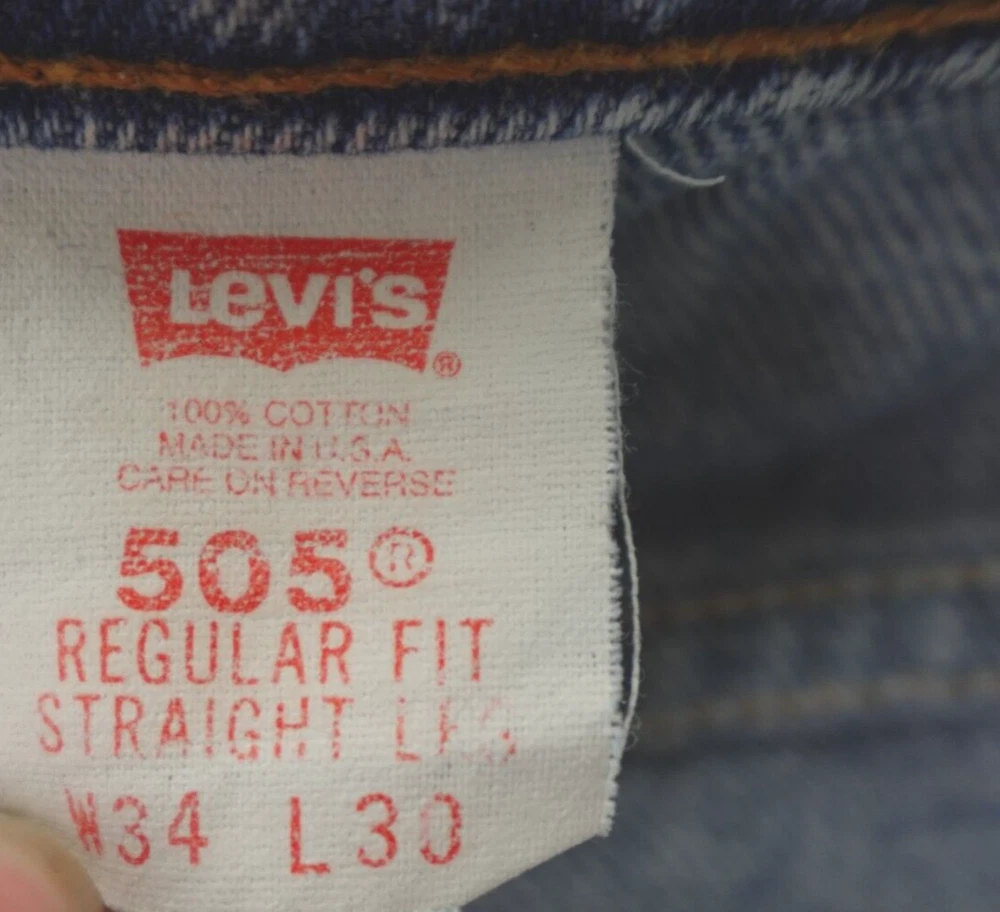 Levi's®
100% COTTON
MADE IN U.S.A.
CARE ON REVERSE
505®
REGULAR FIT
STRAIGHT LEG
W34 L30